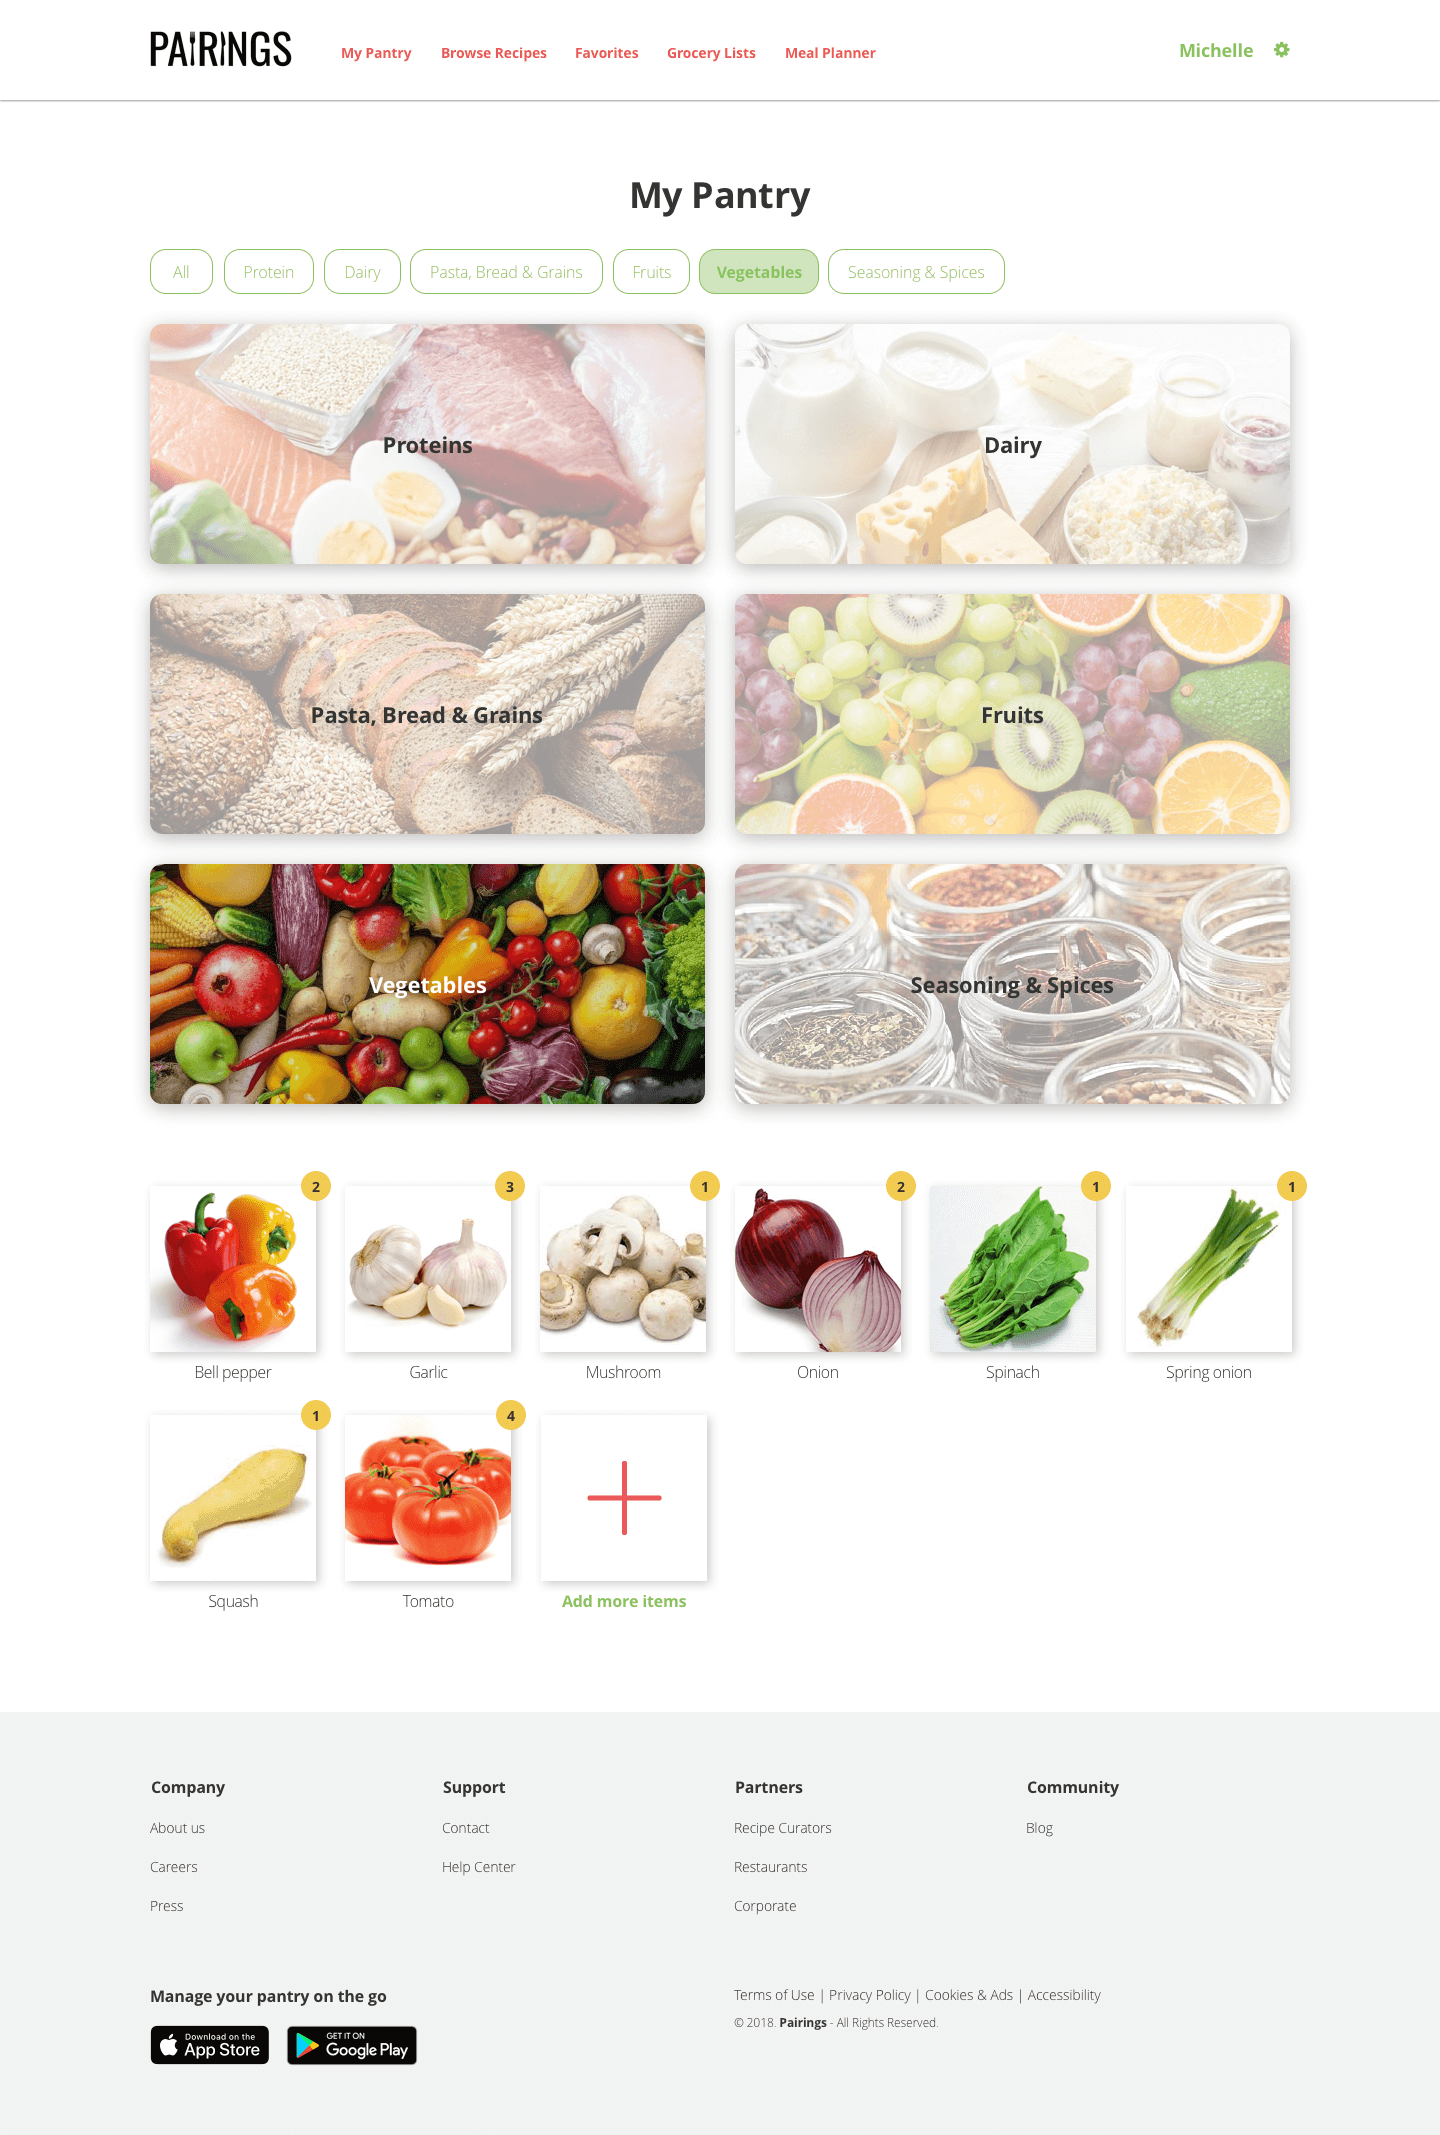 PAIRINGS
My Pantry Browse Recipes Favorites Grocery Lists Meal Planner
Michelle
My Pantry
All Protein Dairy Pasta, Bread & Grains Fruits Vegetables Seasoning & Spices
Proteins
Dairy
Pasta, Bread & Grains
Fruits
Vegetables
Seasoning & Spices
2 3 1 2 1 1
Bell pepper Garlic Mushroom Onion Spinach Spring onion
1 4
Squash Tomato Add more items
Company
About us
Careers
Press
Support
Contact
Help Center
Partners
Recipe Curators
Restaurants
Corporate
Community
Blog
Manage your pantry on the go
Download on the
App Store
GET IT ON
Google Play
Terms of Use | Privacy Policy | Cookies & Ads | Accessibility
© 2018. Pairings - All Rights Reserved.